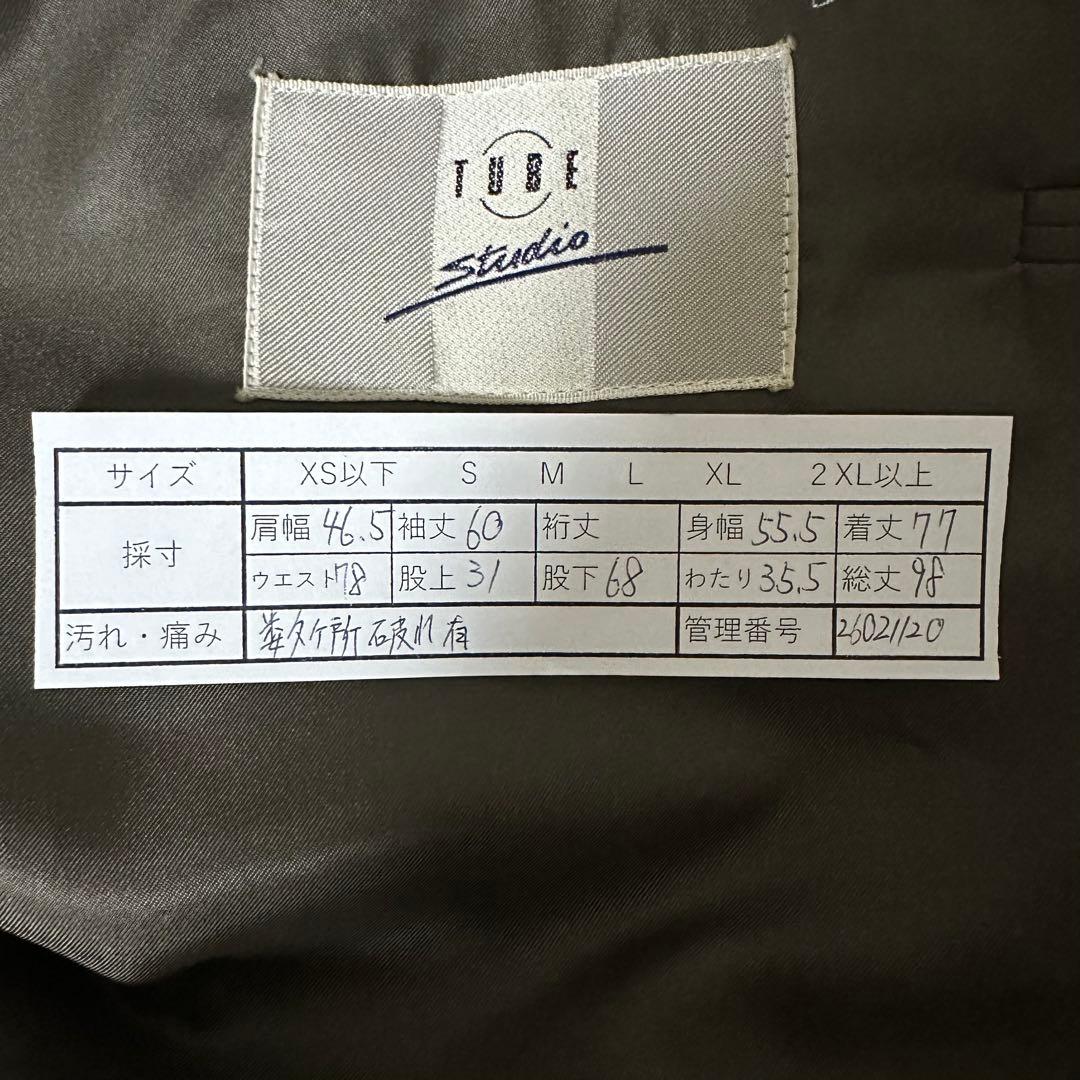 TUBE
Studio
サイズ XS以下 S M L XL 2XL以上
採寸 肩幅 46.5 袖丈 60 裄丈 身幅 55.5 着丈 77
ウエスト 78 股上 31 股下 68 わたり 35.5 総丈 98
汚れ・痛み 数ケ所破れ有 管理番号 26021120